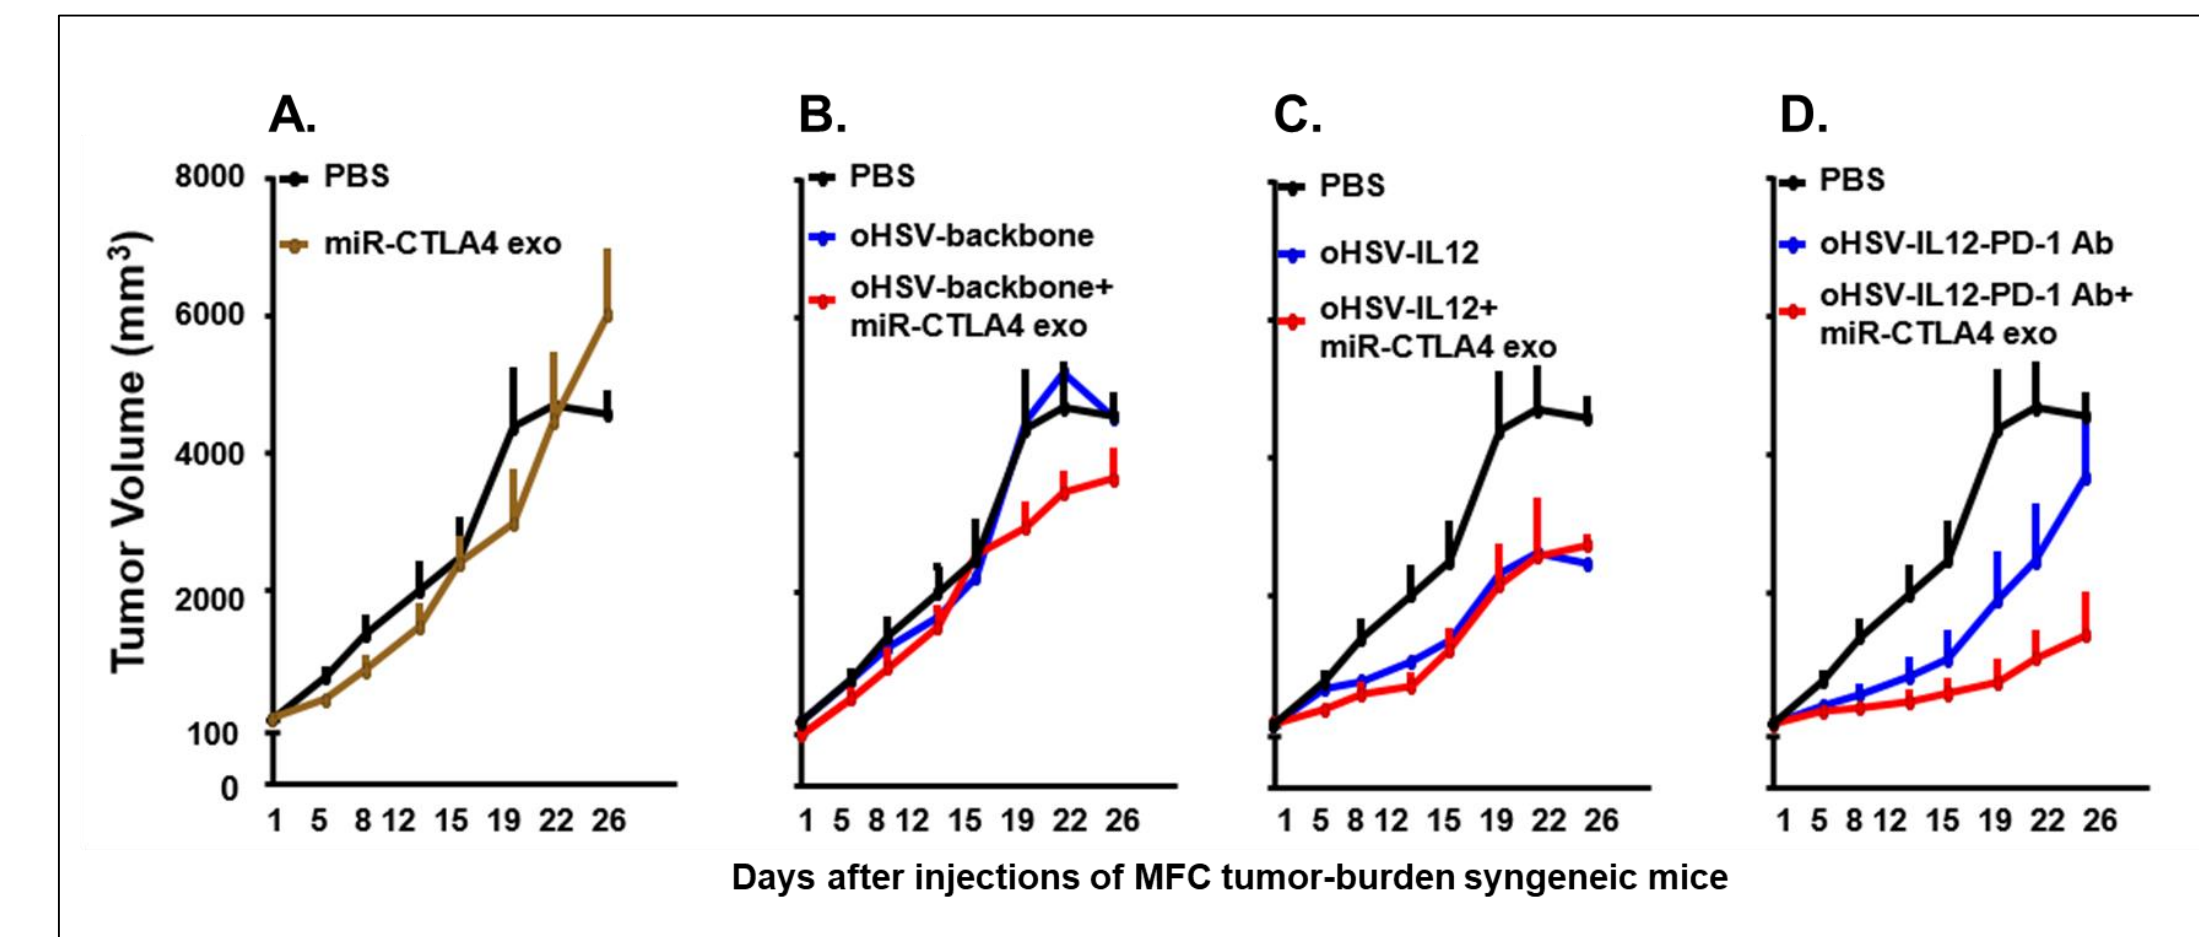 A.
B.
C.
D.
8000
6000
4000
2000
100
0
Tumor Volume (mm³)
PBS
miR-CTLA4 exo
1 5 8 12 15 19 22 26
PBS
oHSV-backbone
oHSV-backbone+
miR-CTLA4 exo
1 5 8 12 15 19 22 26
PBS
oHSV-IL12
oHSV-IL12+
miR-CTLA4 exo
1 5 8 12 15 19 22 26
PBS
oHSV-IL12-PD-1 Ab
oHSV-IL12-PD-1 Ab+
miR-CTLA4 exo
1 5 8 12 15 19 22 26
Days after injections of MFC tumor-burden syngeneic mice